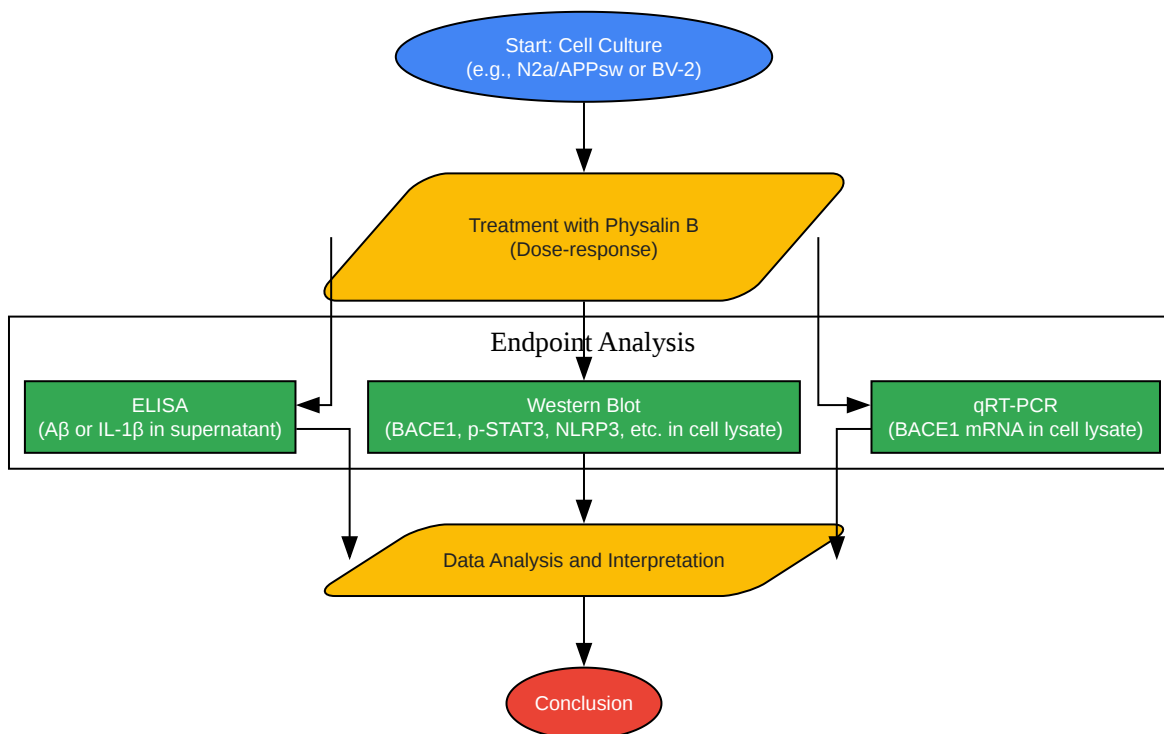 Start: Cell Culture
(e.g., N2a/APPsw or BV-2)
Treatment with Physalin B
(Dose-response)
Endpoint Analysis
ELISA
(Aβ or IL-1β in supernatant)
Western Blot
(BACE1, p-STAT3, NLRP3, etc. in cell lysate)
qRT-PCR
(BACE1 mRNA in cell lysate)
Data Analysis and Interpretation
Conclusion